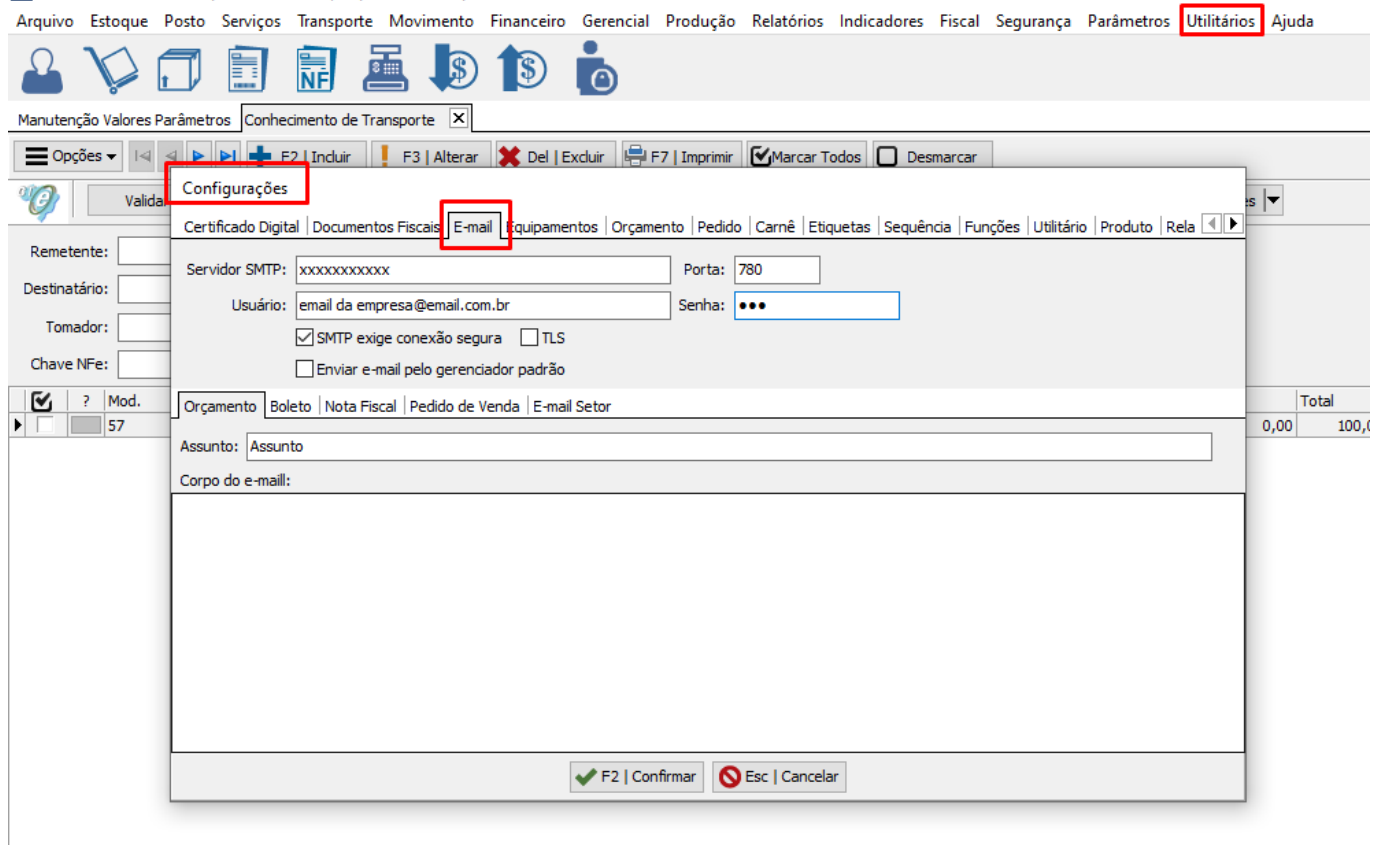 Arquivo Estoque Posto Serviços Transporte Movimento Financeiro Gerencial Produção Relatórios Indicadores Fiscal Segurança Parâmetros Utilitários Ajuda
NF
Manutenção Valores Parâmetros Conhecimento de Transporte
Opções F2 | Incluir F3 | Alterar Del | Excluir F7 | Imprimir Marcar Todos Desmarcar
Valida
Configurações
Certificado Digital Documentos Fiscais E-mail Equipamentos Orçamento Pedido Carnê Etiquetas Sequência Funções Utilitário Produto Rela
Remetente:
Servidor SMTP: xxxxxxxxxxx Porta: 780
Destinatário:
Usuário: email da empresa@email.com.br Senha: •••
Tomador:
SMTP exige conexão segura TLS
Chave NFe:
Enviar e-mail pelo gerenciador padrão
? Mod. Total
Orçamento Boleto Nota Fiscal Pedido de Venda E-mail Setor
57 0,00 100,0
Assunto: Assunto
Corpo do e-maill:
F2 | Confirmar Esc | Cancelar